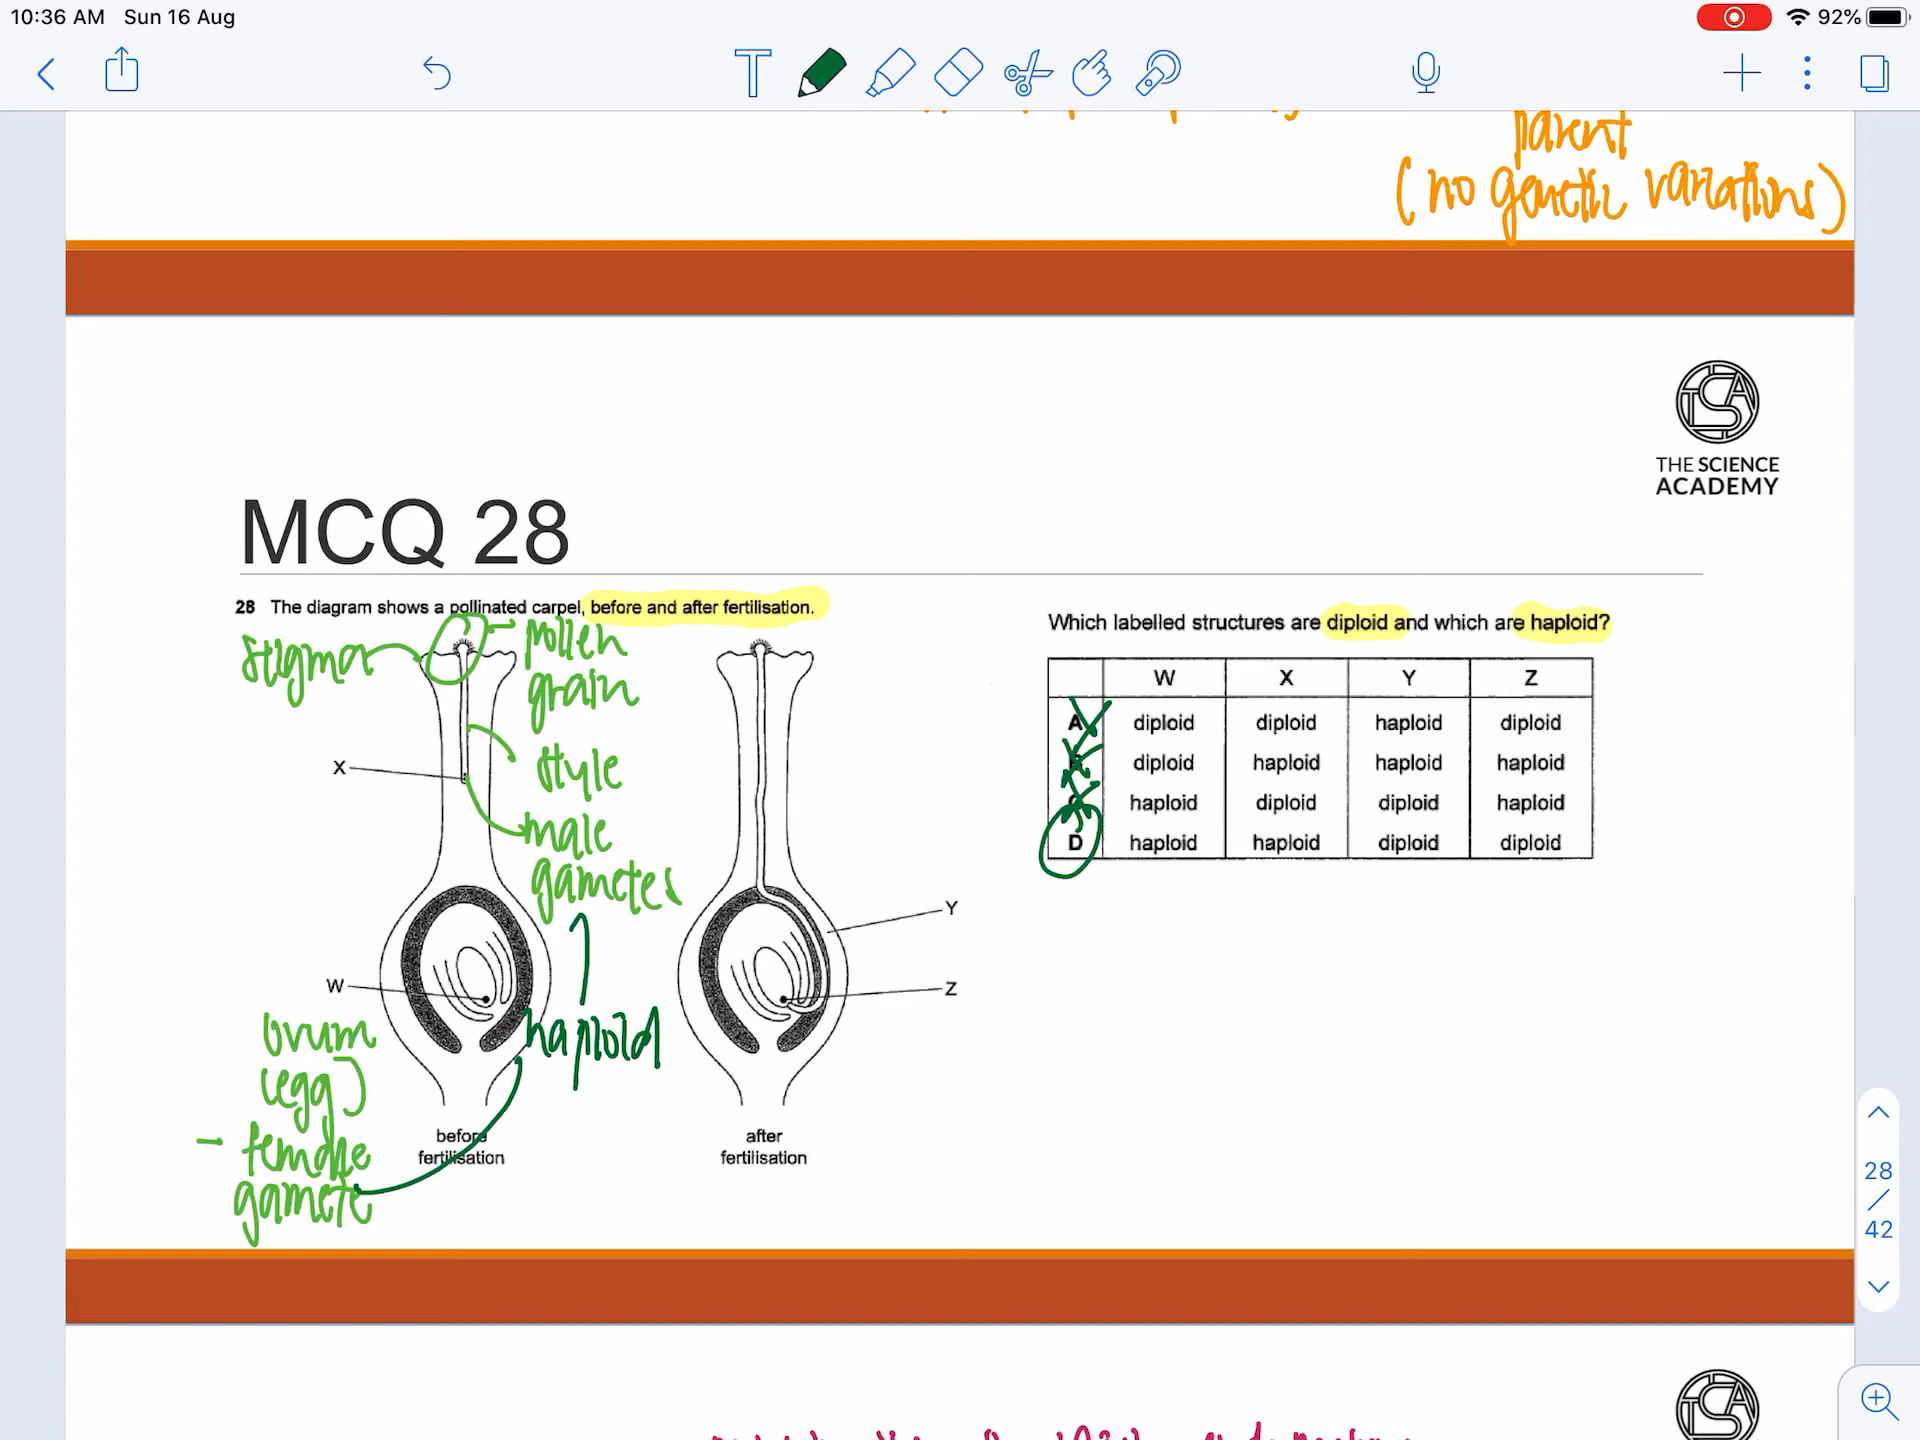 10:36 AM Sun 16 Aug
92%
parent
(no genetic variations)
THE SCIENCE
ACADEMY
MCQ 28
28 The diagram shows a pollinated carpel, before and after fertilisation.
stigma
pollen
grain
X
style
male
gametes
W
haploid
ovum
(egg)
- female
gamete
before
fertilisation
Y
Z
after
fertilisation
Which labelled structures are diploid and which are haploid?
W X Y Z
A diploid diploid haploid diploid
B diploid haploid haploid haploid
C haploid diploid diploid haploid
D haploid haploid diploid diploid
28
/
42